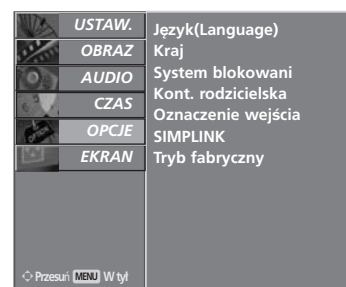 USTAW.
OBRAZ
AUDIO
CZAS
OPCJE
EKRAN
Język(Language)
Kraj
System blokowani
Kont. rodzicielska
Oznaczenie wejścia
SIMPLINK
Tryb fabryczny
Przesuń MENU W tył